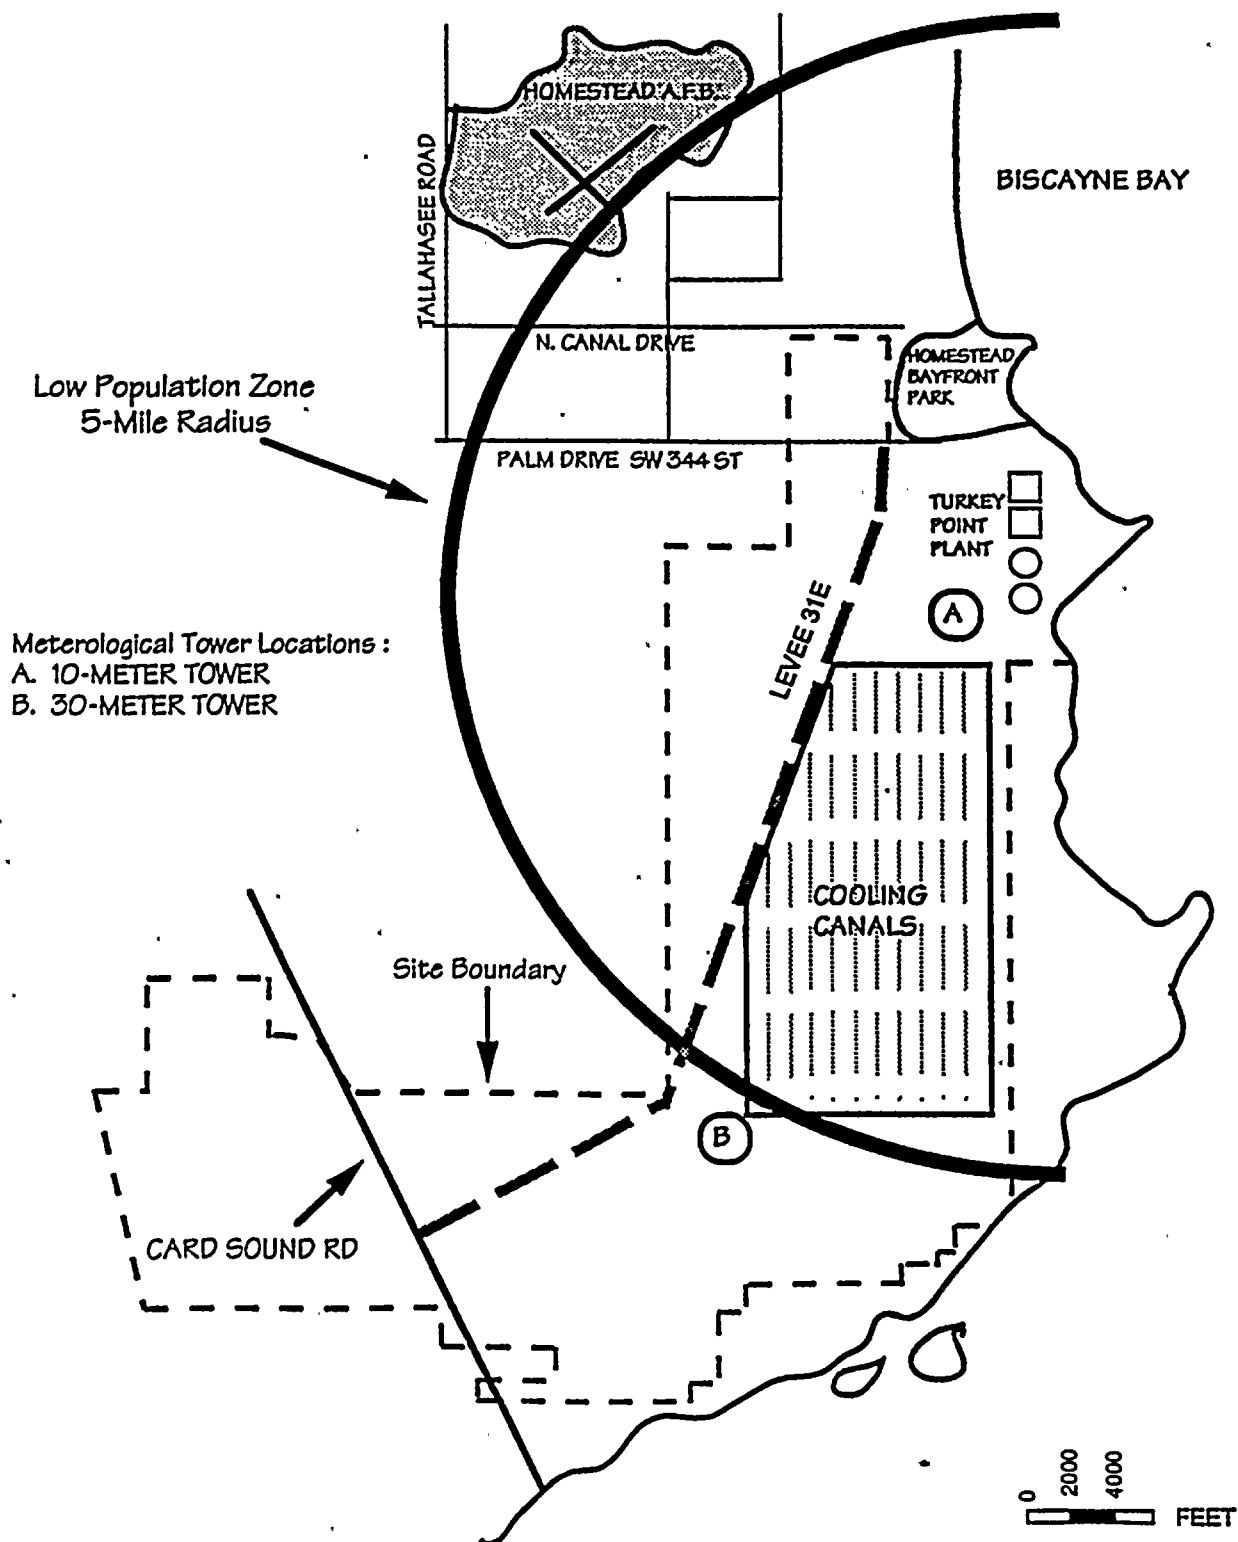 HOMESTEAD A.F.B.
TALLAHASEE ROAD
BISCAYNE BAY
N. CANAL DRIVE
HOMESTEAD
BAYFRONT
PARK
Low Population Zone
5-Mile Radius
PALM DRIVE SW 344 ST
TURKEY
POINT
PLANT
A
LEVEE 31E
Meterological Tower Locations :
A. 10-METER TOWER
B. 30-METER TOWER
COOLING
CANALS
Site Boundary
B
CARD SOUND RD
0 2000 4000
FEET